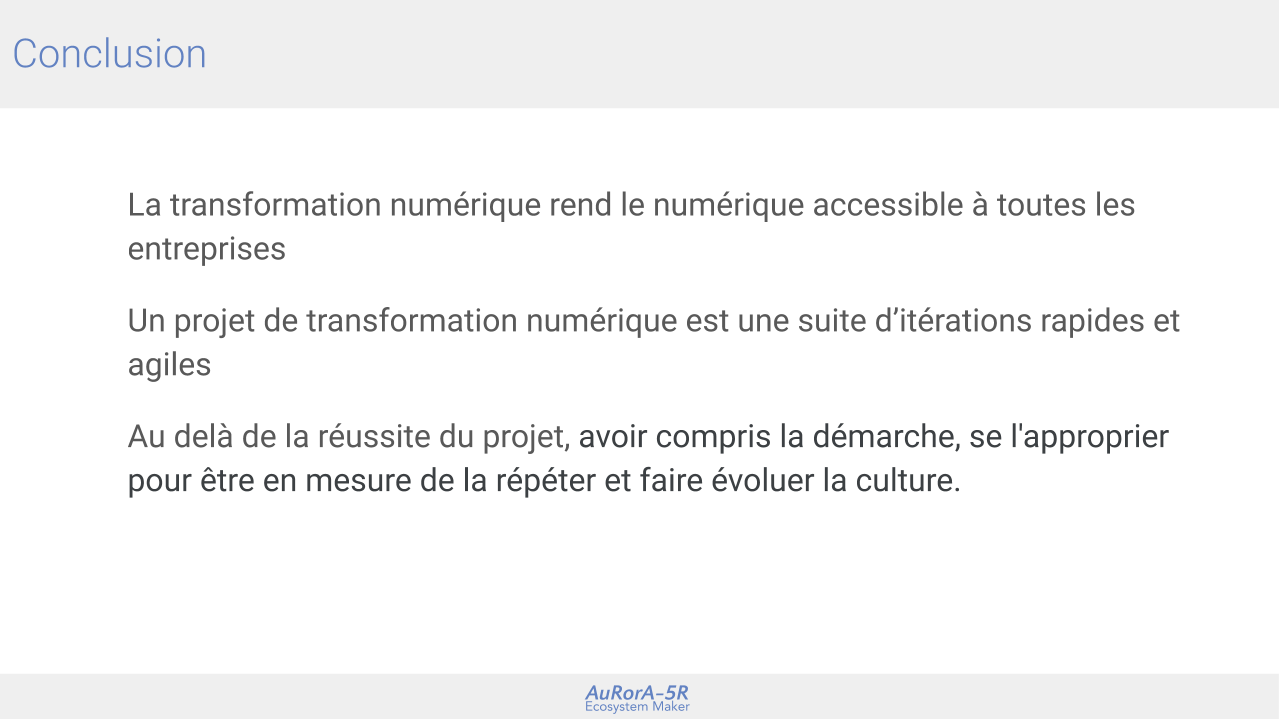 Conclusion
La transformation numérique rend le numérique accessible à toutes les
entreprises
Un projet de transformation numérique est une suite d’itérations rapides et
agiles
Au delà de la réussite du projet, avoir compris la démarche, se l'approprier
pour être en mesure de la répéter et faire évoluer la culture.
AuRorA-5R
Ecosystem Maker